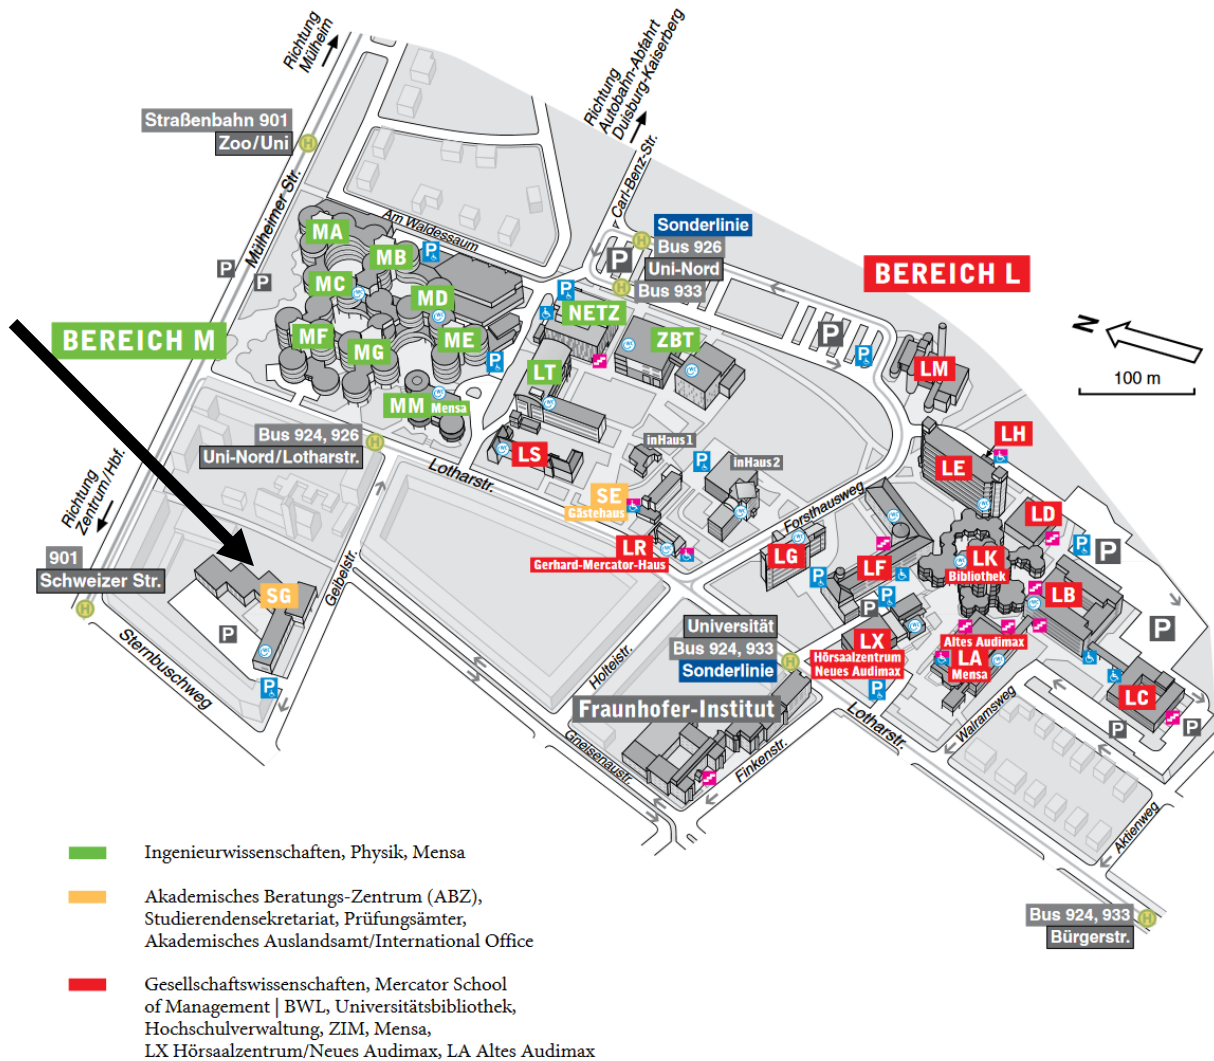 Richtung
Mülheim
Richtung
Autobahn-Abfahrt
Duisburg-Kaiserberg
Straßenbahn 901
Zoo/Uni
H
Mülheimer Str.
Am Waldessaum
Carl-Benz-Str.
Sonderlinie
Bus 926
Uni-Nord
Bus 933
H
H
P
P
P
P
P
BEREICH L
BEREICH M
MA
MB
MC
MD
MF
MG
ME
MM Mensa
NETZ
ZBT
LT
LS
N
100 m
LM
LH
LE
LD
LK
Bibliothek
LB
LG
LF
inHaus 1
inHaus 2
SE
Gästehaus
LR
Gerhard-Mercator-Haus
Forsthausweg
Bus 924, 926
Uni-Nord/Lotharstr.
H
Lotharstr.
Richtung
Zentrum/Hbf.
901
Schweizer Str.
H
SG
P
Geibelstr.
Sternbuschweg
Universität
Bus 924, 933
Sonderlinie
H
LX
Hörsaalzentrum
Neues Audimax
Altes Audimax
LA
Mensa
LC
P
P
P
P
P
Holteistr.
Fraunhofer-Institut
Gneisenaustr.
Finkenstr.
Lotharstr.
Walramsweg
Aktienweg
Bus 924, 933
Bürgerstr.
H
Ingenieurwissenschaften, Physik, Mensa
Akademisches Beratungs-Zentrum (ABZ),
Studierendensekretariat, Prüfungsämter,
Akademisches Auslandsamt/International Office
Gesellschaftswissenschaften, Mercator School
of Management | BWL, Universitätsbibliothek,
Hochschulverwaltung, ZIM, Mensa,
LX Hörsaalzentrum/Neues Audimax, LA Altes Audimax